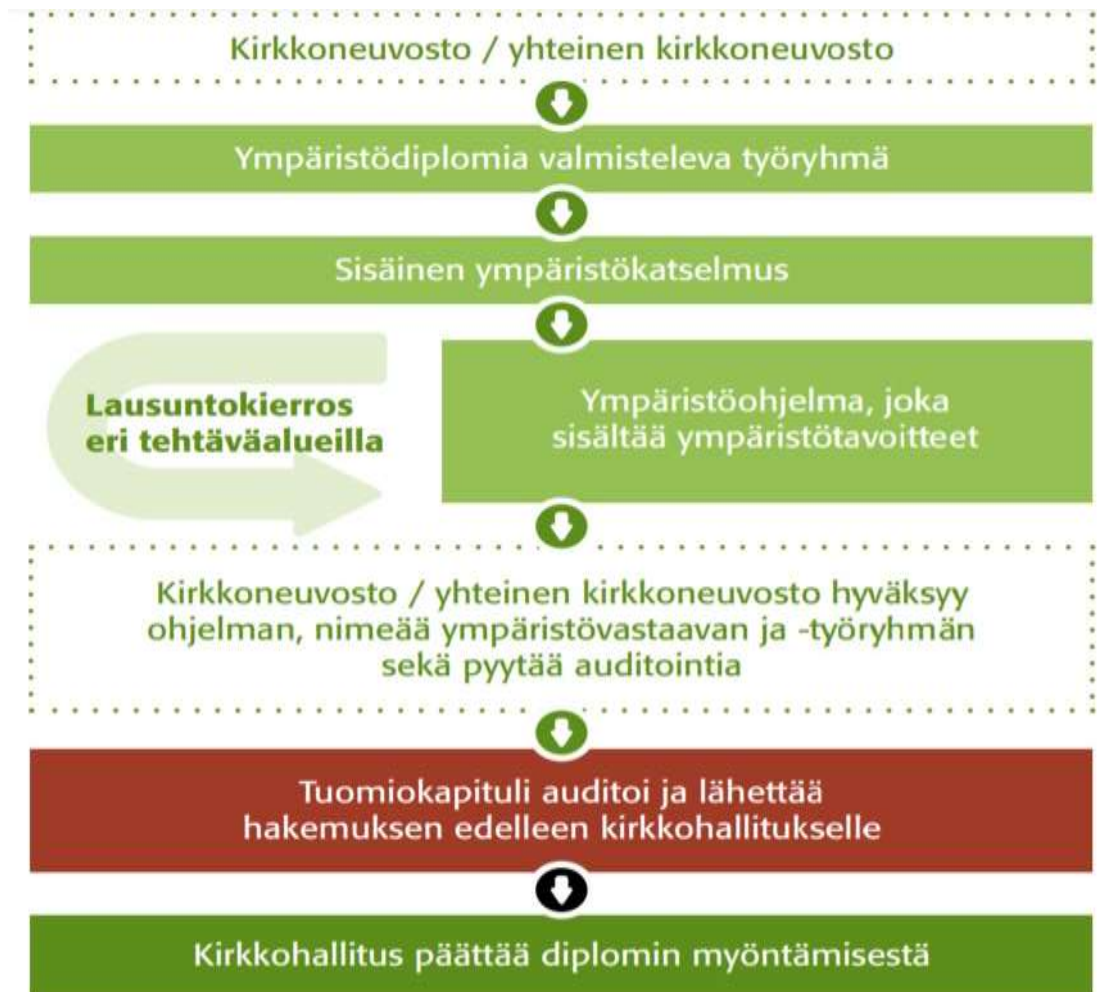 Kirkkoneuvosto / yhteinen kirkkoneuvosto
Ympäristödiplomia valmisteleva työryhmä
Sisäinen ympäristökatselmus
Lausuntokierros
eri tehtäväalueilla
Ympäristöohjelma, joka
sisältää ympäristötavoitteet
Kirkkoneuvosto / yhteinen kirkkoneuvosto hyväksyy
ohjelman, nimeää ympäristövastaavan ja -työryhmän
sekä pyytää auditointia
Tuomiokapituli auditoi ja lähettää
hakemuksen edelleen kirkkohallitukselle
Kirkkohallitus päättää diplomin myöntämisestä